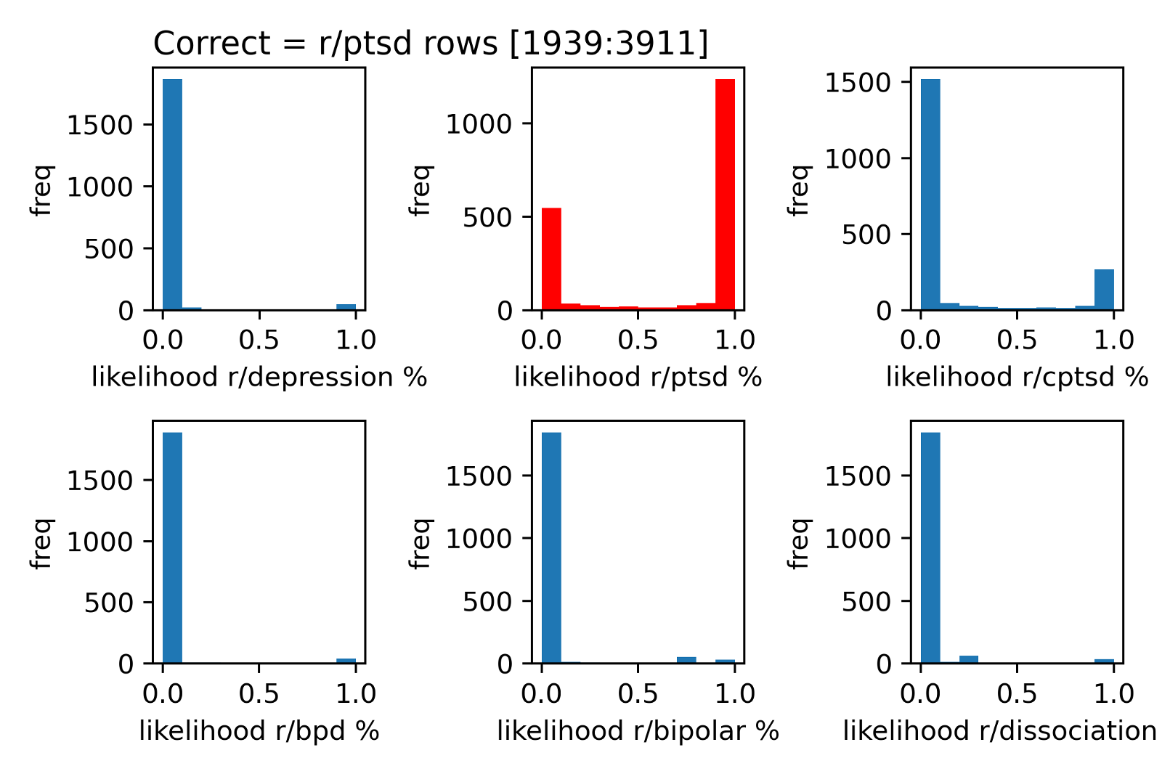 Correct = r/ptsd rows [1939:3911]
freq
1500
1000
500
0
0.0 0.5 1.0
likelihood r/depression %
freq
1000
500
0
0.0 0.5 1.0
likelihood r/ptsd %
freq
1500
1000
500
0
0.0 0.5 1.0
likelihood r/cptsd %
freq
1500
1000
500
0
0.0 0.5 1.0
likelihood r/bpd %
freq
1500
1000
500
0
0.0 0.5 1.0
likelihood r/bipolar %
freq
1500
1000
500
0
0.0 0.5 1.0
likelihood r/dissociation